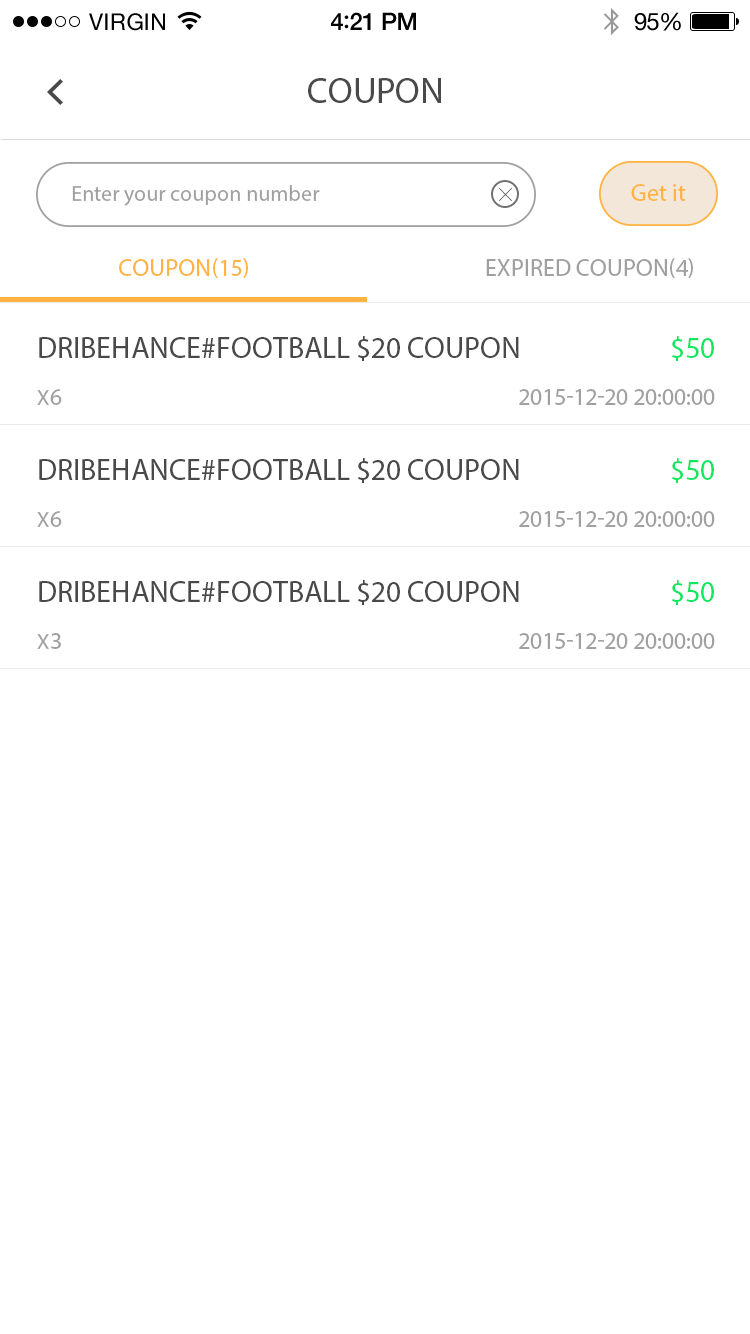 VIRGIN 4:21 PM 95%
COUPON
Enter your coupon number Get it
COUPON(15) EXPIRED COUPON(4)
DRIBEHANCE#FOOTBALL $20 COUPON $50
X6 2015-12-20 20:00:00
DRIBEHANCE#FOOTBALL $20 COUPON $50
X6 2015-12-20 20:00:00
DRIBEHANCE#FOOTBALL $20 COUPON $50
X3 2015-12-20 20:00:00